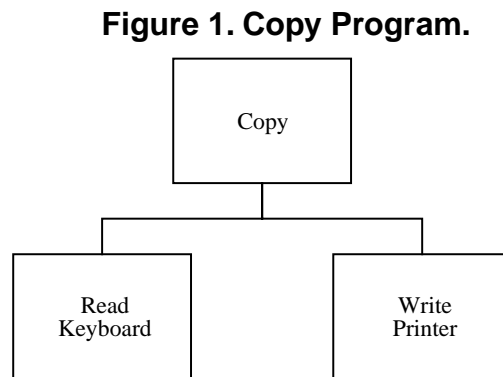 Figure 1. Copy Program.
Copy
Read
Keyboard
Write
Printer